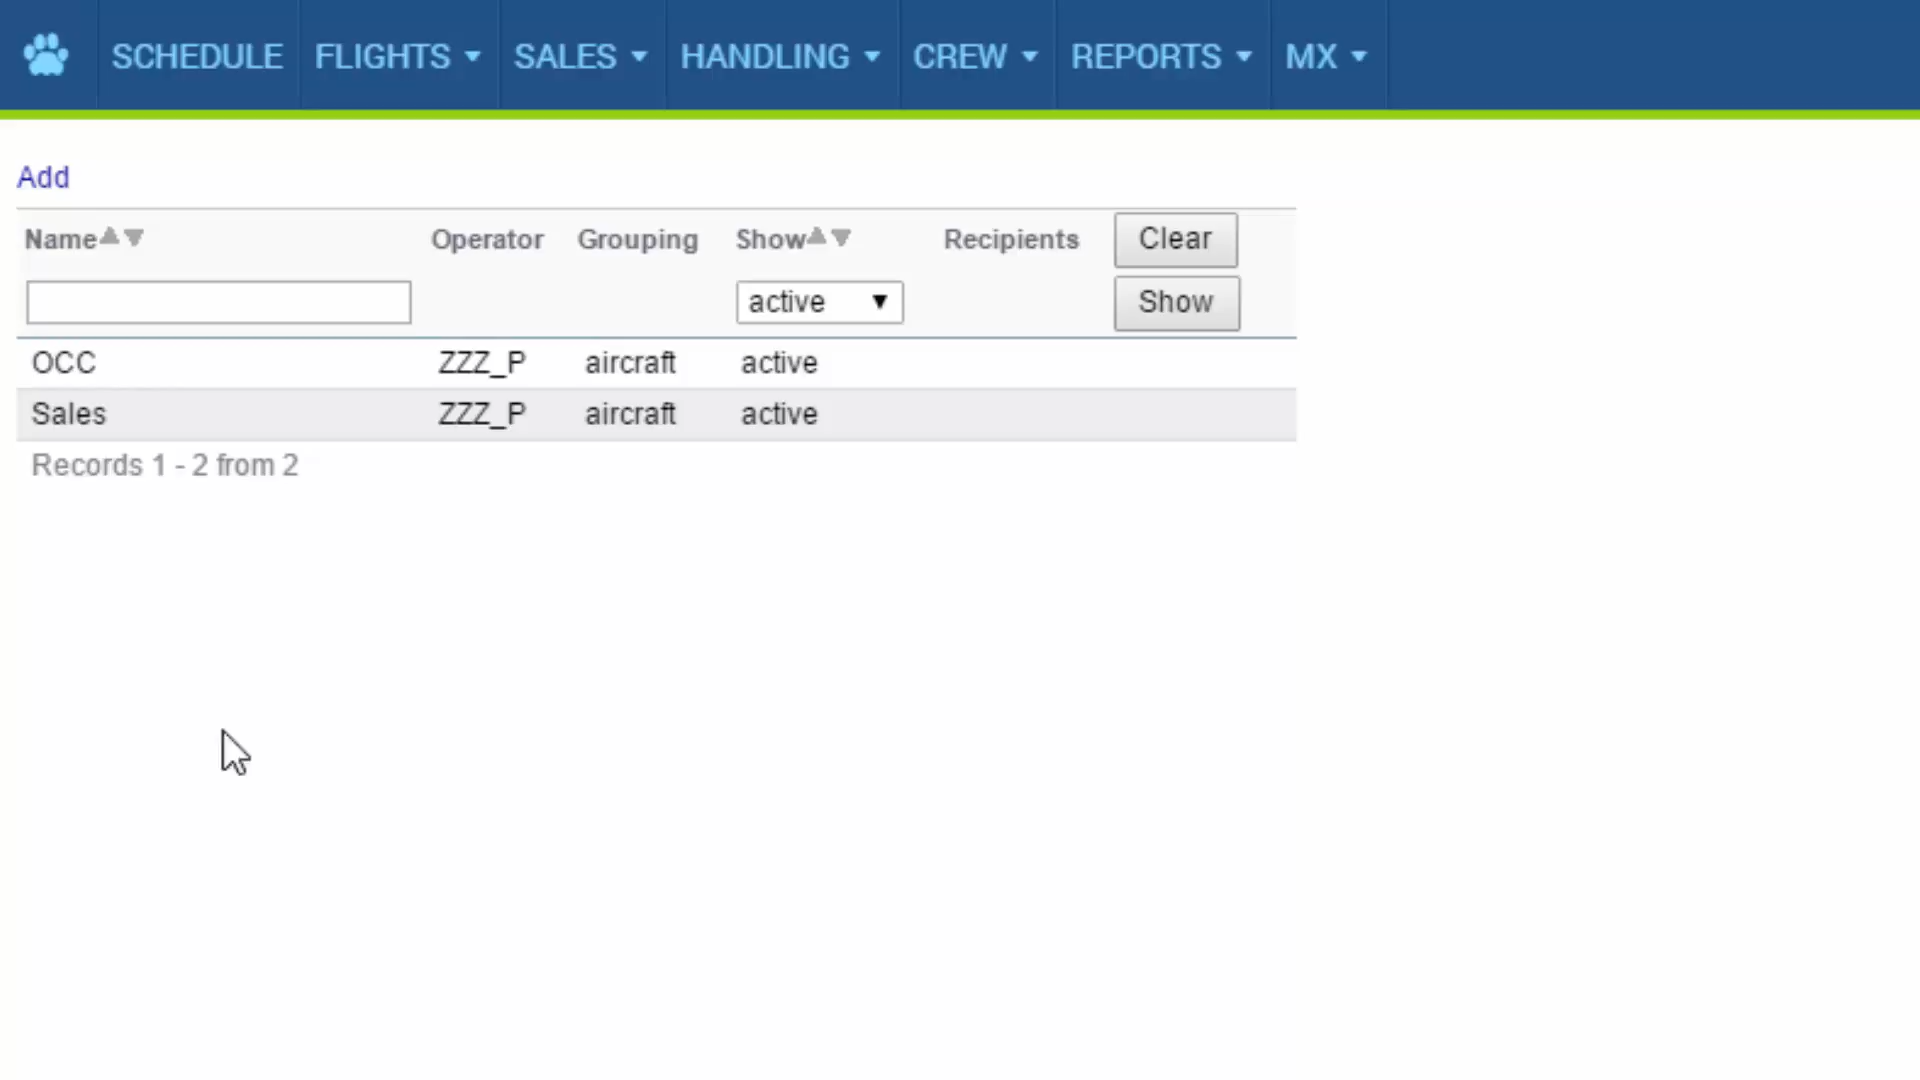 SCHEDULE FLIGHTS SALES HANDLING CREW REPORTS MX
Add
Name Operator Grouping Show Recipients Clear
active Show
OCC ZZZ_P aircraft active
Sales ZZZ_P aircraft active
Records 1 - 2 from 2